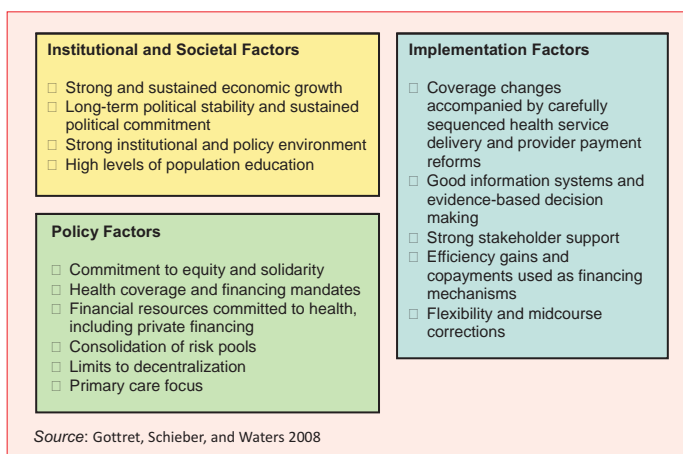 Institutional and Societal Factors
□ Strong and sustained economic growth
□ Long-term political stability and sustained
political commitment
□ Strong institutional and policy environment
□ High levels of population education
Policy Factors
□ Commitment to equity and solidarity
□ Health coverage and financing mandates
□ Financial resources committed to health,
including private financing
□ Consolidation of risk pools
□ Limits to decentralization
□ Primary care focus
Implementation Factors
□ Coverage changes
accompanied by carefully
sequenced health service
delivery and provider payment
reforms
□ Good information systems and
evidence-based decision
making
□ Strong stakeholder support
□ Efficiency gains and
copayments used as financing
mechanisms
□ Flexibility and midcourse
corrections
Source: Gottret, Schieber, and Waters 2008